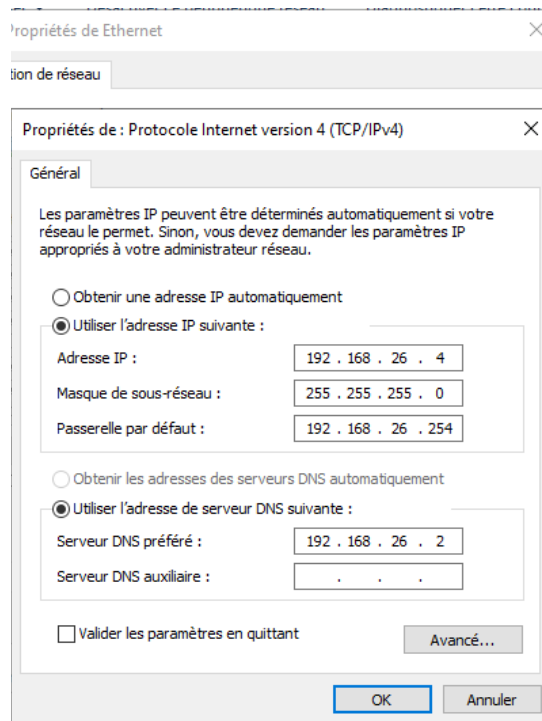 Propriétés de Ethernet
tion de réseau
Propriétés de : Protocole Internet version 4 (TCP/IPv4)
Général
Les paramètres IP peuvent être déterminés automatiquement si votre
réseau le permet. Sinon, vous devez demander les paramètres IP
appropriés à votre administrateur réseau.
Obtenir une adresse IP automatiquement
Utiliser l'adresse IP suivante :
Adresse IP : 192 . 168 . 26 . 4
Masque de sous-réseau : 255 . 255 . 255 . 0
Passerelle par défaut : 192 . 168 . 26 . 254
Obtenir les adresses des serveurs DNS automatiquement
Utiliser l'adresse de serveur DNS suivante :
Serveur DNS préféré : 192 . 168 . 26 . 2
Serveur DNS auxiliaire : . . .
Valider les paramètres en quittant
Avancé...
OK Annuler